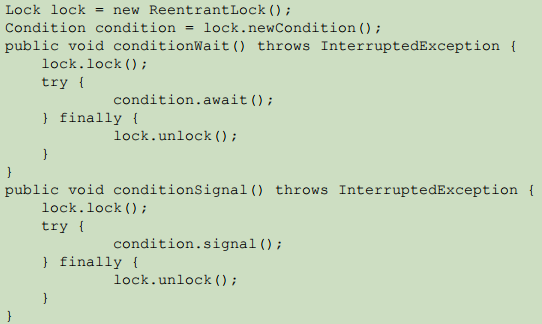 Lock lock = new ReentrantLock();
Condition condition = lock.newCondition();
public void conditionWait() throws InterruptedException {
    lock.lock();
    try {
            condition.await();
    } finally {
            lock.unlock();
    }
}
public void conditionSignal() throws InterruptedException {
    lock.lock();
    try {
            condition.signal();
    } finally {
            lock.unlock();
    }
}